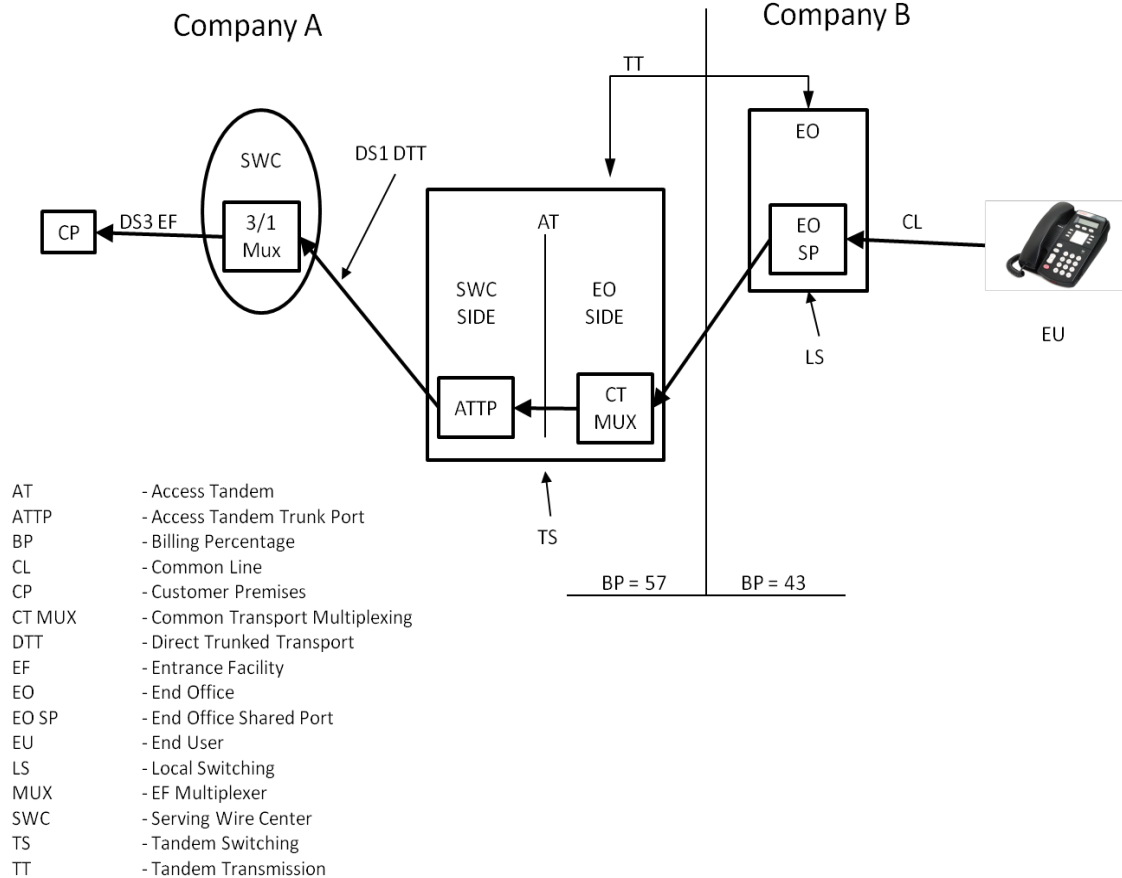 Company A
Company B
TT
EO
SWC
DS1 DTT
AT
CP
DS3 EF
3/1
Mux
EO
SP
CL
SWC
SIDE
EO
SIDE
EU
LS
ATTP
CT
MUX
TS
BP = 57
BP = 43
AT - Access Tandem
ATTP - Access Tandem Trunk Port
BP - Billing Percentage
CL - Common Line
CP - Customer Premises
CT MUX - Common Transport Multiplexing
DTT - Direct Trunked Transport
EF - Entrance Facility
EO - End Office
EO SP - End Office Shared Port
EU - End User
LS - Local Switching
MUX - EF Multiplexer
SWC - Serving Wire Center
TS - Tandem Switching
TT - Tandem Transmission